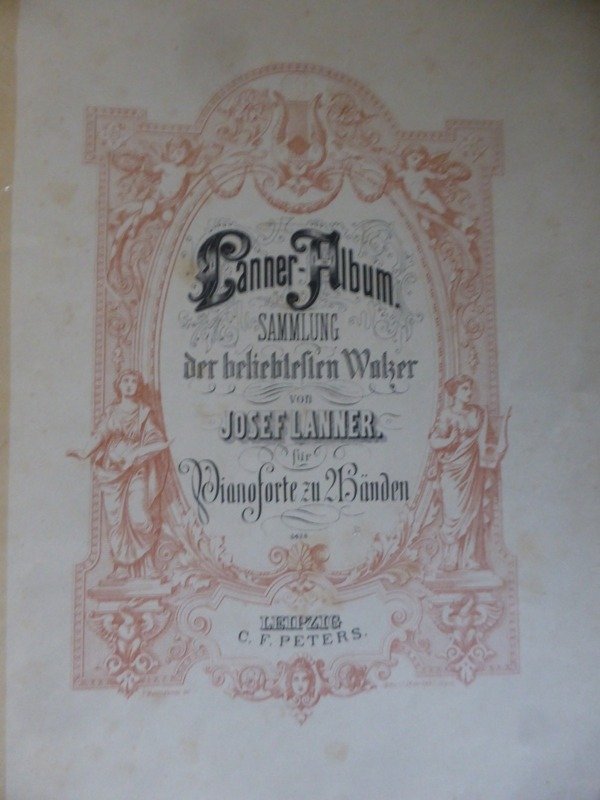 Lanner-Album.
SAMMLUNG
der beliebtesten Walzer
von
JOSEF LANNER.
für
Pianoforte zu 2 Händen
LEIPZIG
C. F. PETERS.